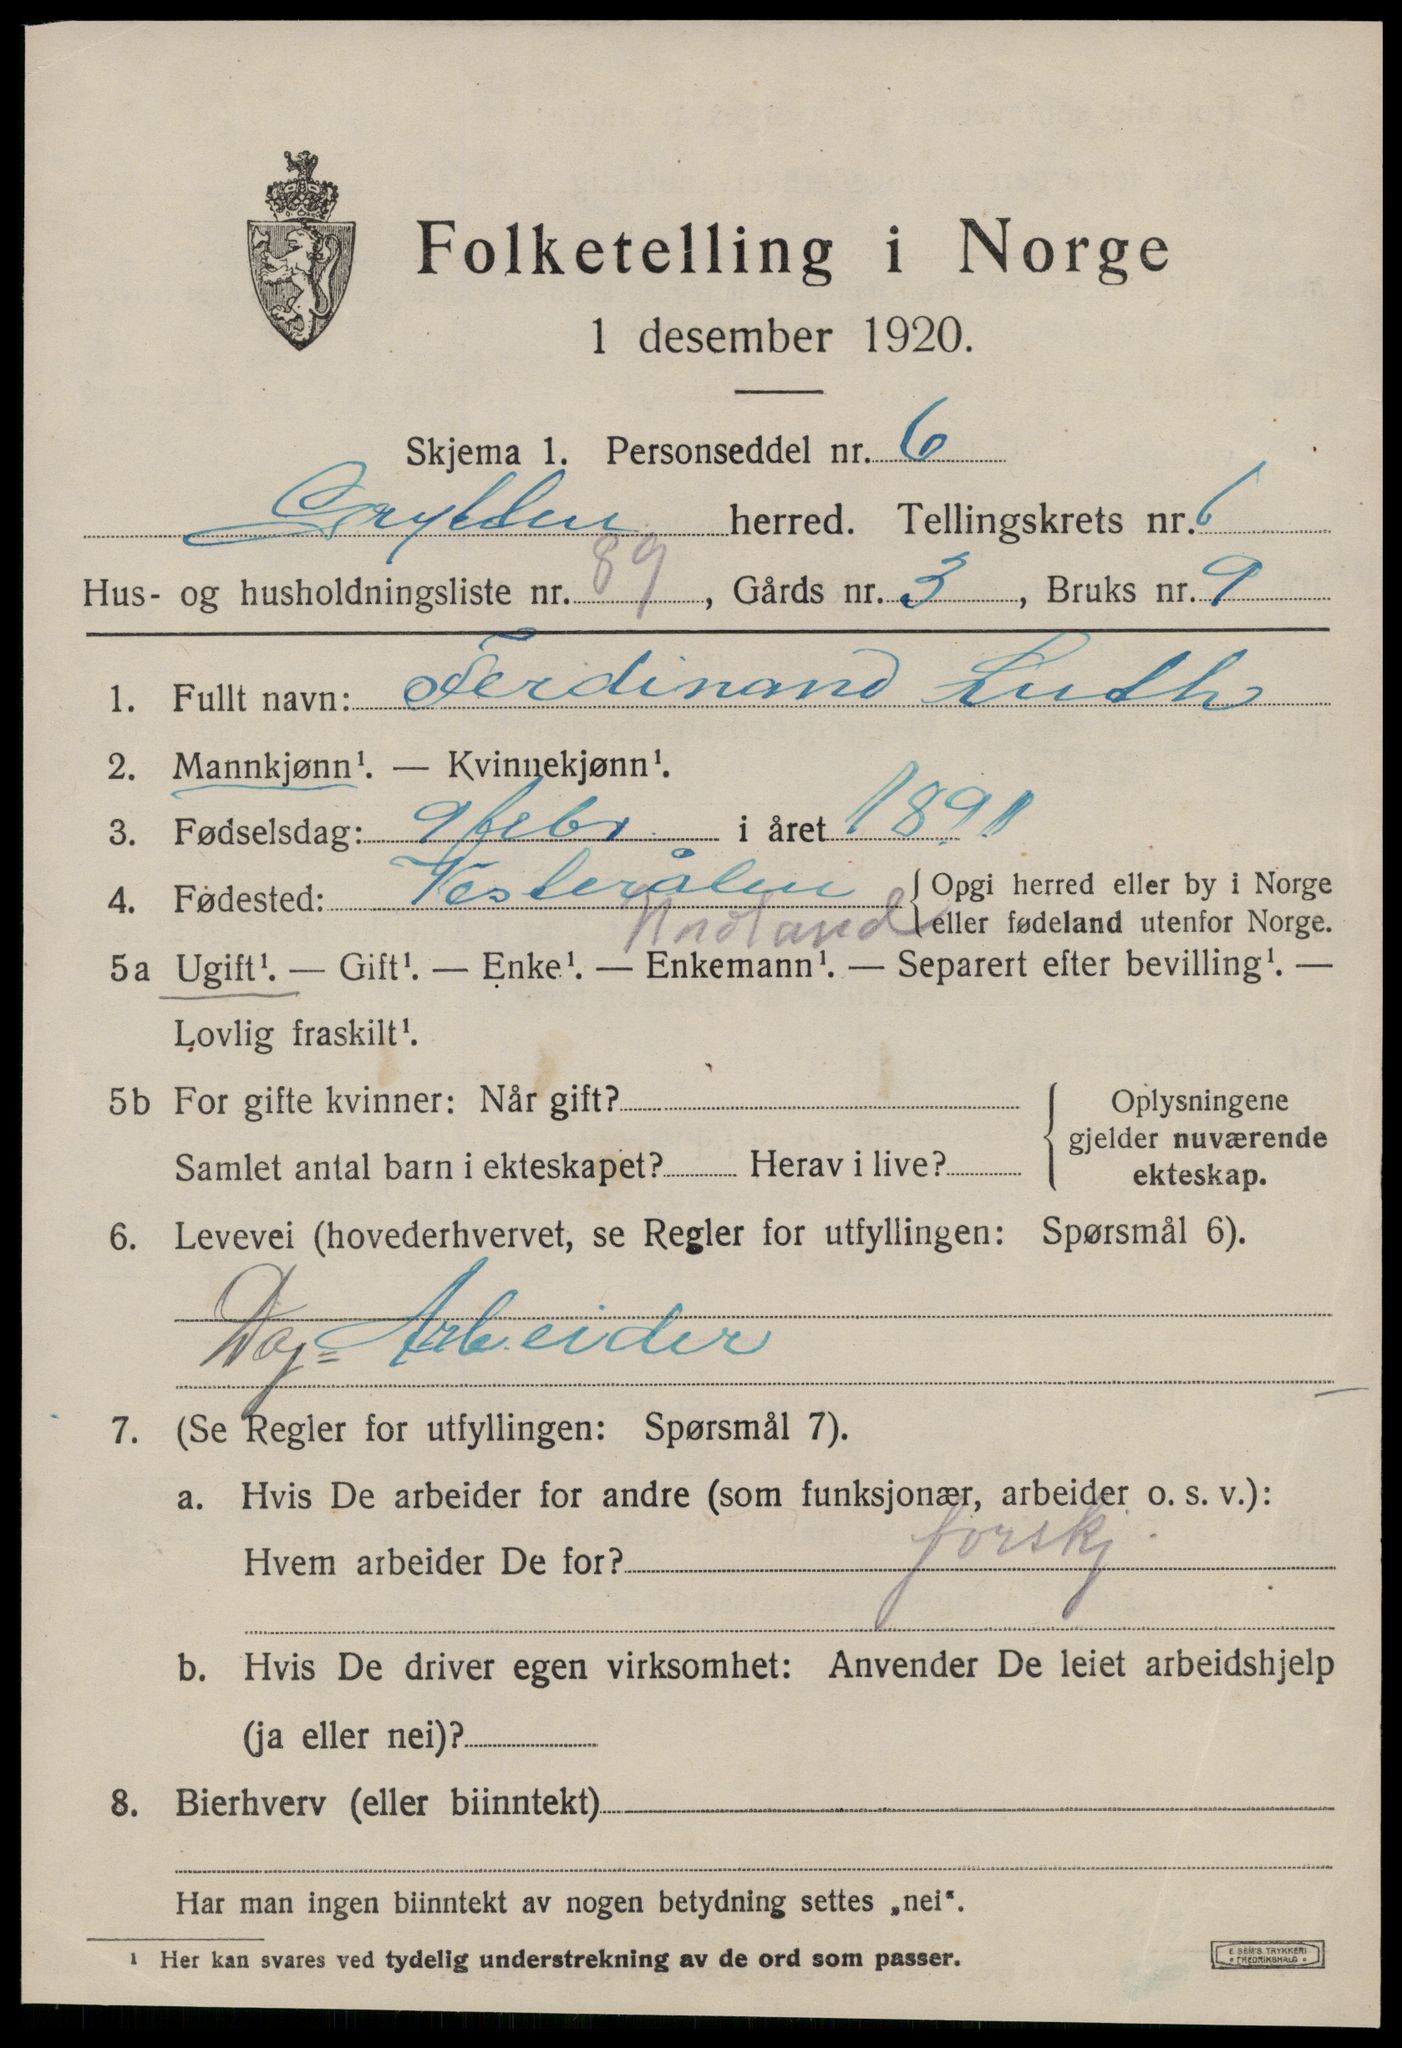 Folketelling i Norge
1 desember 1920.
Skjema 1. Personseddel nr. 6
Grytten herred. Tellingskrets nr. 6
Hus- og husholdningsliste nr. 89, Gårds nr. 3, Bruks nr. 9
1. Fullt navn: Ferdinand Luth
2. Mannkjønn¹. — Kvinnekjønn¹.
3. Fødselsdag: 9 febr i året 1891
4. Fødested: Vesterålen { Opgi herred eller by i Norge
Nordland eller fødeland utenfor Norge.
5a Ugift¹. — Gift¹. — Enke¹. — Enkemann¹. — Separert efter bevilling¹. —
Lovlig fraskilt¹.
5b For gifte kvinner: Når gift? { Oplysningene
gjelder nuværende
Samlet antal barn i ekteskapet? Herav i live? ekteskap.
6. Levevei (hovederhvervet, se Regler for utfyllingen: Spørsmål 6).
Dag= Arbeider
7. (Se Regler for utfyllingen: Spørsmål 7).
a. Hvis De arbeider for andre (som funksjonær, arbeider o. s. v.):
Hvem arbeider De for? forskj.
b. Hvis De driver egen virksomhet: Anvender De leiet arbeidshjelp
(ja eller nei)?
8. Bierhverv (eller biinntekt)
Har man ingen biinntekt av nogen betydning settes „nei“.
¹ Her kan svares ved tydelig understrekning av de ord som passer.
E. SEM'S TRYKKERI
FREDRIKSHALD